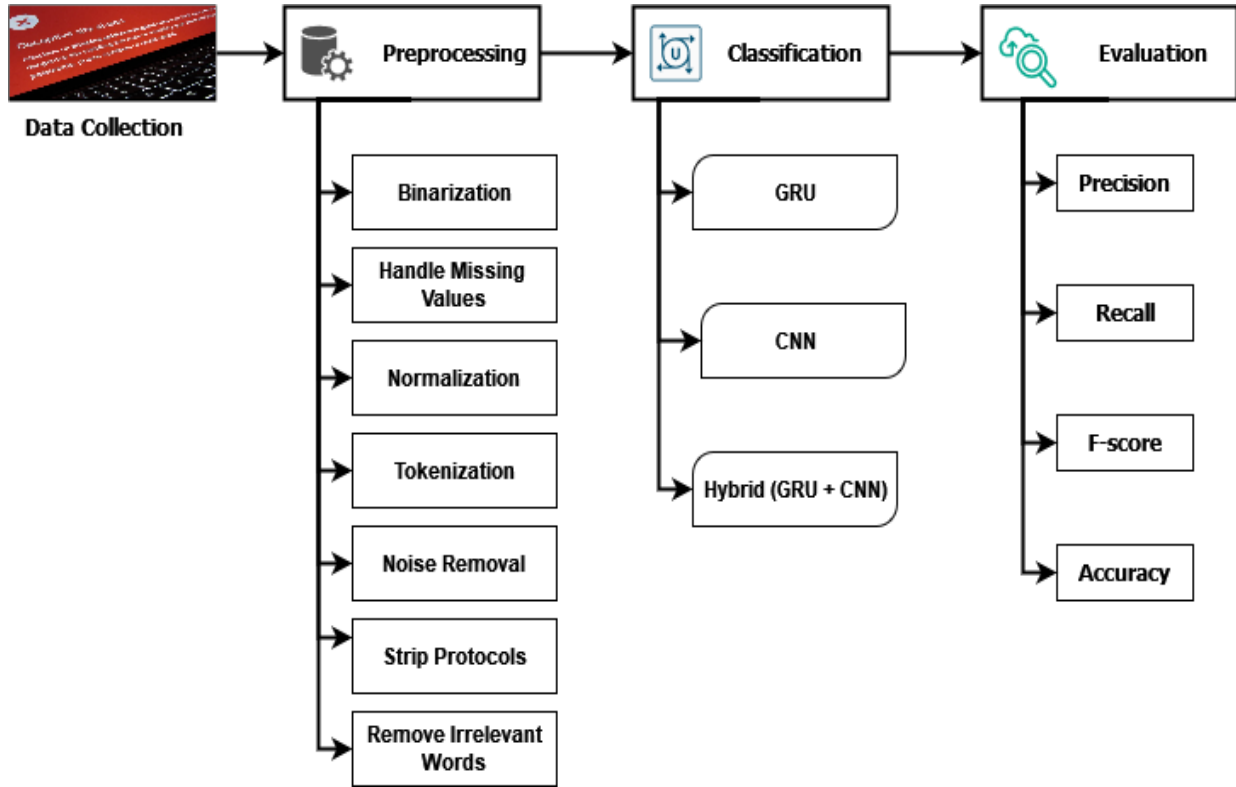 Data Collection
Preprocessing
Binarization
Handle Missing
Values
Normalization
Tokenization
Noise Removal
Strip Protocols
Remove Irrelevant
Words
U
Classification
GRU
CNN
Hybrid (GRU + CNN)
Evaluation
Precision
Recall
F-score
Accuracy